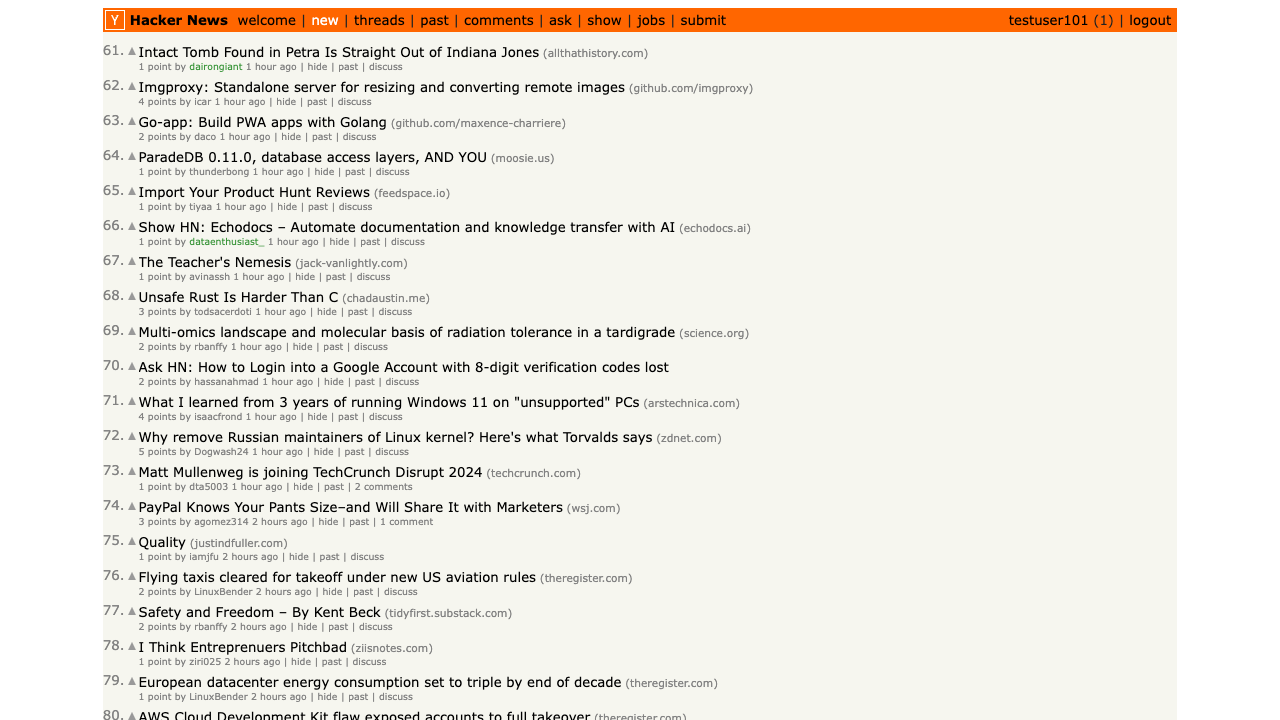 Y Hacker News welcome | new | threads | past | comments | ask | show | jobs | submit testuser101 (1) | logout
61. Intact Tomb Found in Petra Is Straight Out of Indiana Jones (allthathistory.com)
1 point by dairongiant 1 hour ago | hide | past | discuss
62. Imgproxy: Standalone server for resizing and converting remote images (github.com/imgproxy)
4 points by icar 1 hour ago | hide | past | discuss
63. Go-app: Build PWA apps with Golang (github.com/maxence-charriere)
2 points by daco 1 hour ago | hide | past | discuss
64. ParadeDB 0.11.0, database access layers, AND YOU (moosie.us)
1 point by thunderbong 1 hour ago | hide | past | discuss
65. Import Your Product Hunt Reviews (feedspace.io)
1 point by tiyaa 1 hour ago | hide | past | discuss
66. Show HN: Echodocs – Automate documentation and knowledge transfer with AI (echodocs.ai)
1 point by dataenthusiast_ 1 hour ago | hide | past | discuss
67. The Teacher's Nemesis (jack-vanlightly.com)
1 point by avinassh 1 hour ago | hide | past | discuss
68. Unsafe Rust Is Harder Than C (chadaustin.me)
3 points by todsacerdoti 1 hour ago | hide | past | discuss
69. Multi-omics landscape and molecular basis of radiation tolerance in a tardigrade (science.org)
2 points by rbanffy 1 hour ago | hide | past | discuss
70. Ask HN: How to Login into a Google Account with 8-digit verification codes lost
2 points by hassanahmad 1 hour ago | hide | past | discuss
71. What I learned from 3 years of running Windows 11 on "unsupported" PCs (arstechnica.com)
4 points by isaacfrond 1 hour ago | hide | past | discuss
72. Why remove Russian maintainers of Linux kernel? Here's what Torvalds says (zdnet.com)
5 points by Dogwash24 1 hour ago | hide | past | discuss
73. Matt Mullenweg is joining TechCrunch Disrupt 2024 (techcrunch.com)
1 point by dta5003 1 hour ago | hide | past | 2 comments
74. PayPal Knows Your Pants Size–and Will Share It with Marketers (wsj.com)
3 points by agomez314 2 hours ago | hide | past | 1 comment
75. Quality (justindfuller.com)
1 point by iamjfu 2 hours ago | hide | past | discuss
76. Flying taxis cleared for takeoff under new US aviation rules (theregister.com)
2 points by LinuxBender 2 hours ago | hide | past | discuss
77. Safety and Freedom – By Kent Beck (tidyfirst.substack.com)
2 points by rbanffy 2 hours ago | hide | past | discuss
78. I Think Entreprenuers Pitchbad (ziisnotes.com)
1 point by ziri025 2 hours ago | hide | past | discuss
79. European datacenter energy consumption set to triple by end of decade (theregister.com)
1 point by LinuxBender 2 hours ago | hide | past | discuss
80. AWS Cloud Development Kit flaw exposed accounts to full takeover (theregister.com)